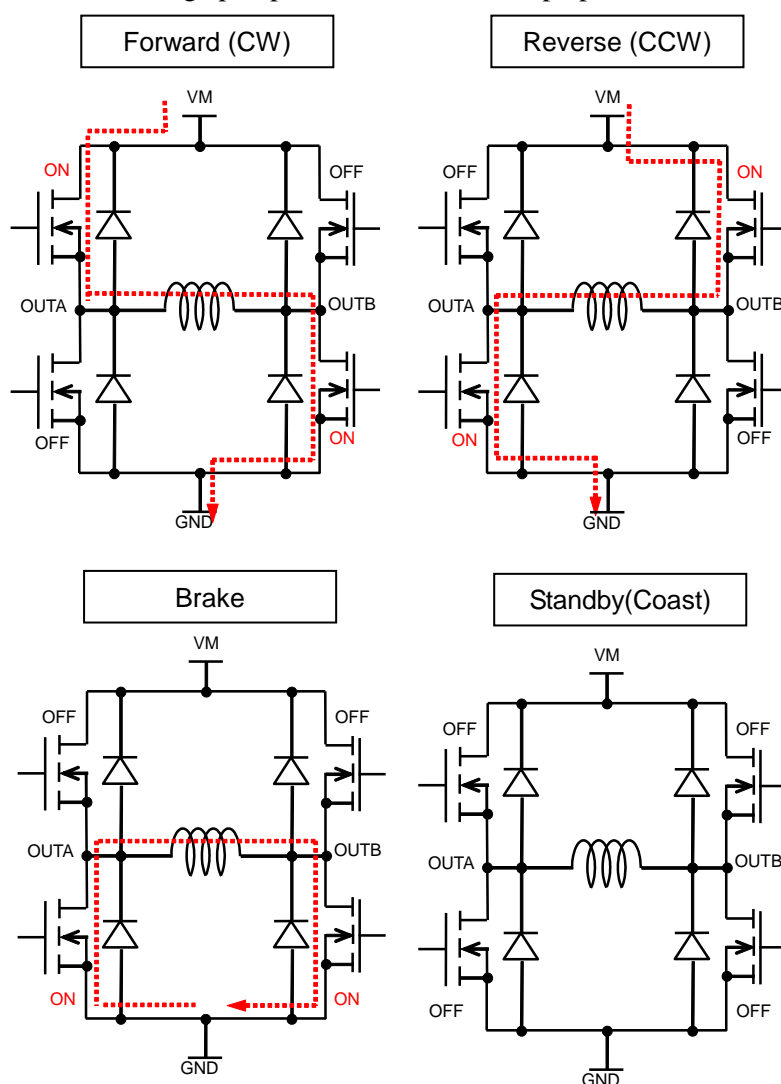 Forward (CW)
Reverse (CCW)
VM
VM
ON
OFF
OFF
ON
OUTA
OUTB
OUTA
OUTB
OFF
ON
ON
OFF
GND
GND
Brake
Standby(Coast)
VM
VM
OFF
OFF
OFF
OFF
OUTA
OUTB
OUTA
OUTB
ON
ON
OFF
OFF
GND
GND